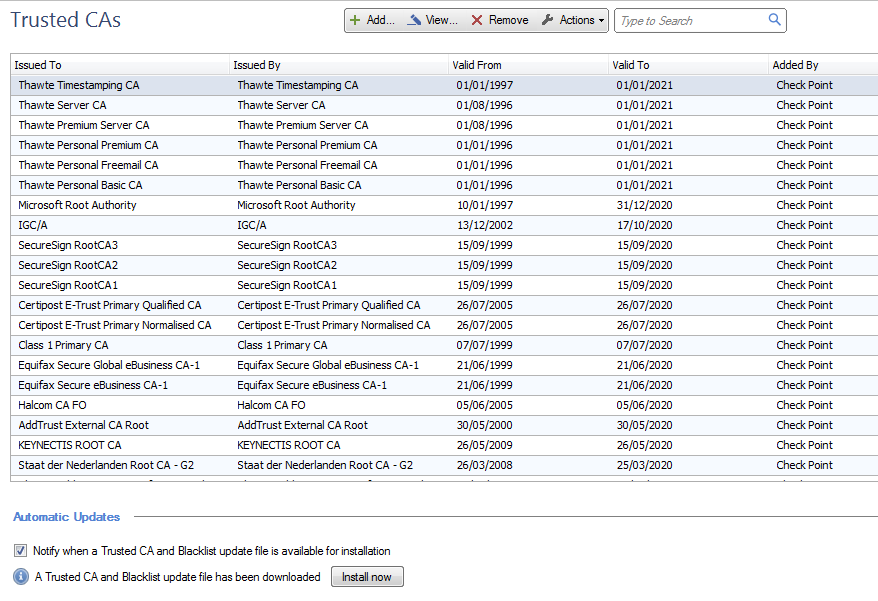 Trusted CAs
Add... View... Remove Actions Type to Search
Issued To Issued By Valid From Valid To Added By
Thawte Timestamping CA Thawte Timestamping CA 01/01/1997 01/01/2021 Check Point
Thawte Server CA Thawte Server CA 01/08/1996 01/01/2021 Check Point
Thawte Premium Server CA Thawte Premium Server CA 01/08/1996 01/01/2021 Check Point
Thawte Personal Premium CA Thawte Personal Premium CA 01/01/1996 01/01/2021 Check Point
Thawte Personal Freemail CA Thawte Personal Freemail CA 01/01/1996 01/01/2021 Check Point
Thawte Personal Basic CA Thawte Personal Basic CA 01/01/1996 01/01/2021 Check Point
Microsoft Root Authority Microsoft Root Authority 10/01/1997 31/12/2020 Check Point
IGC/A IGC/A 13/12/2002 17/10/2020 Check Point
SecureSign RootCA3 SecureSign RootCA3 15/09/1999 15/09/2020 Check Point
SecureSign RootCA2 SecureSign RootCA2 15/09/1999 15/09/2020 Check Point
SecureSign RootCA1 SecureSign RootCA1 15/09/1999 15/09/2020 Check Point
Certipost E-Trust Primary Qualified CA Certipost E-Trust Primary Qualified CA 26/07/2005 26/07/2020 Check Point
Certipost E-Trust Primary Normalised CA Certipost E-Trust Primary Normalised CA 26/07/2005 26/07/2020 Check Point
Class 1 Primary CA Class 1 Primary CA 07/07/1999 07/07/2020 Check Point
Equifax Secure Global eBusiness CA-1 Equifax Secure Global eBusiness CA-1 21/06/1999 21/06/2020 Check Point
Equifax Secure eBusiness CA-1 Equifax Secure eBusiness CA-1 21/06/1999 21/06/2020 Check Point
Halcom CA FO Halcom CA FO 05/06/2005 05/06/2020 Check Point
AddTrust External CA Root AddTrust External CA Root 30/05/2000 30/05/2020 Check Point
KEYNECTIS ROOT CA KEYNECTIS ROOT CA 26/05/2009 26/05/2020 Check Point
Staat der Nederlanden Root CA - G2 Staat der Nederlanden Root CA - G2 26/03/2008 25/03/2020 Check Point
Automatic Updates
Notify when a Trusted CA and Blacklist update file is available for installation
A Trusted CA and Blacklist update file has been downloaded Install now